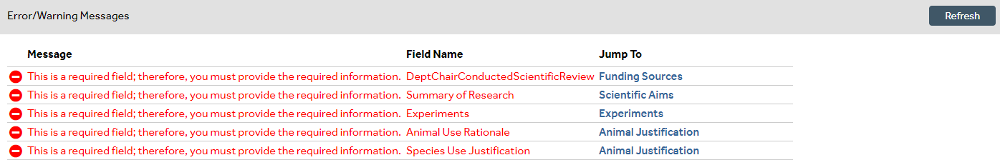 Error/Warning Messages Refresh
Message Field Name Jump To
This is a required field; therefore, you must provide the required information. DeptChairConductedScientificReview Funding Sources
This is a required field; therefore, you must provide the required information. Summary of Research Scientific Aims
This is a required field; therefore, you must provide the required information. Experiments Experiments
This is a required field; therefore, you must provide the required information. Animal Use Rationale Animal Justification
This is a required field; therefore, you must provide the required information. Species Use Justification Animal Justification